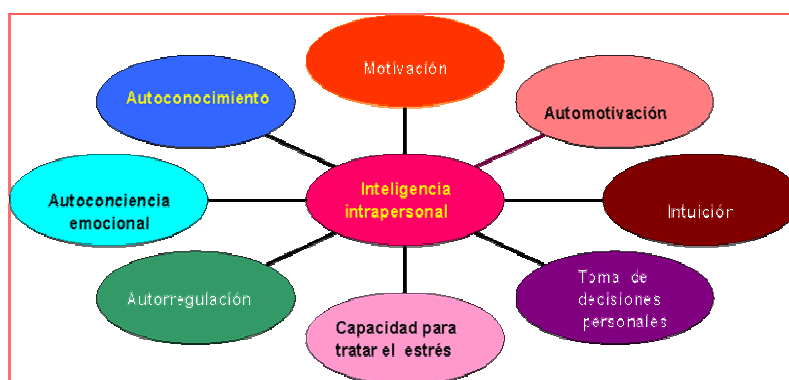 Motivación
Autoconocimiento
Automotivación
Autoconciencia
emocional
Inteligencia
intrapersonal
Intuición
Autorregulación
Toma de
decisiones
personales
Capacidad para
tratar el estrés